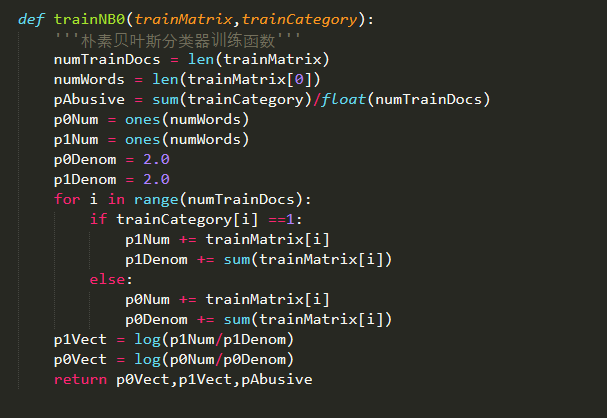 def trainNB0(trainMatrix,trainCategory):
    '''朴素贝叶斯分类器训练函数'''
    numTrainDocs = len(trainMatrix)
    numWords = len(trainMatrix[0])
    pAbusive = sum(trainCategory)/float(numTrainDocs)
    p0Num = ones(numWords)
    p1Num = ones(numWords)
    p0Denom = 2.0
    p1Denom = 2.0
    for i in range(numTrainDocs):
        if trainCategory[i] ==1:
            p1Num += trainMatrix[i]
            p1Denom += sum(trainMatrix[i])
        else:
            p0Num += trainMatrix[i]
            p0Denom += sum(trainMatrix[i])
    p1Vect = log(p1Num/p1Denom)
    p0Vect = log(p0Num/p0Denom)
    return p0Vect,p1Vect,pAbusive